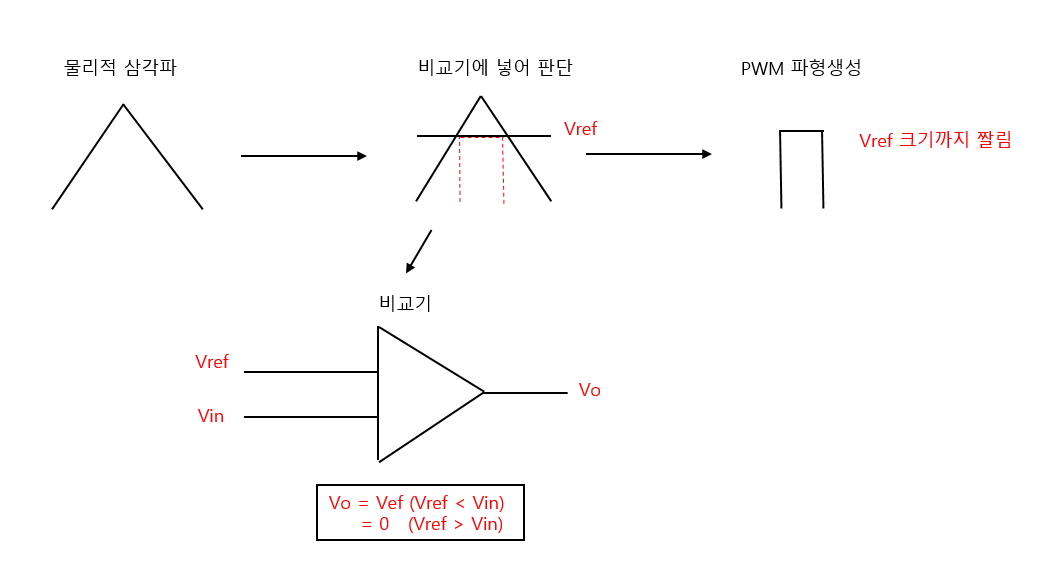 물리적 삼각파
비교기에 넣어 판단
PWM 파형생성
Vref
Vref 크기까지 짤림
비교기
Vref
Vin
Vo
Vo = Vef (Vref < Vin)
= 0 (Vref > Vin)